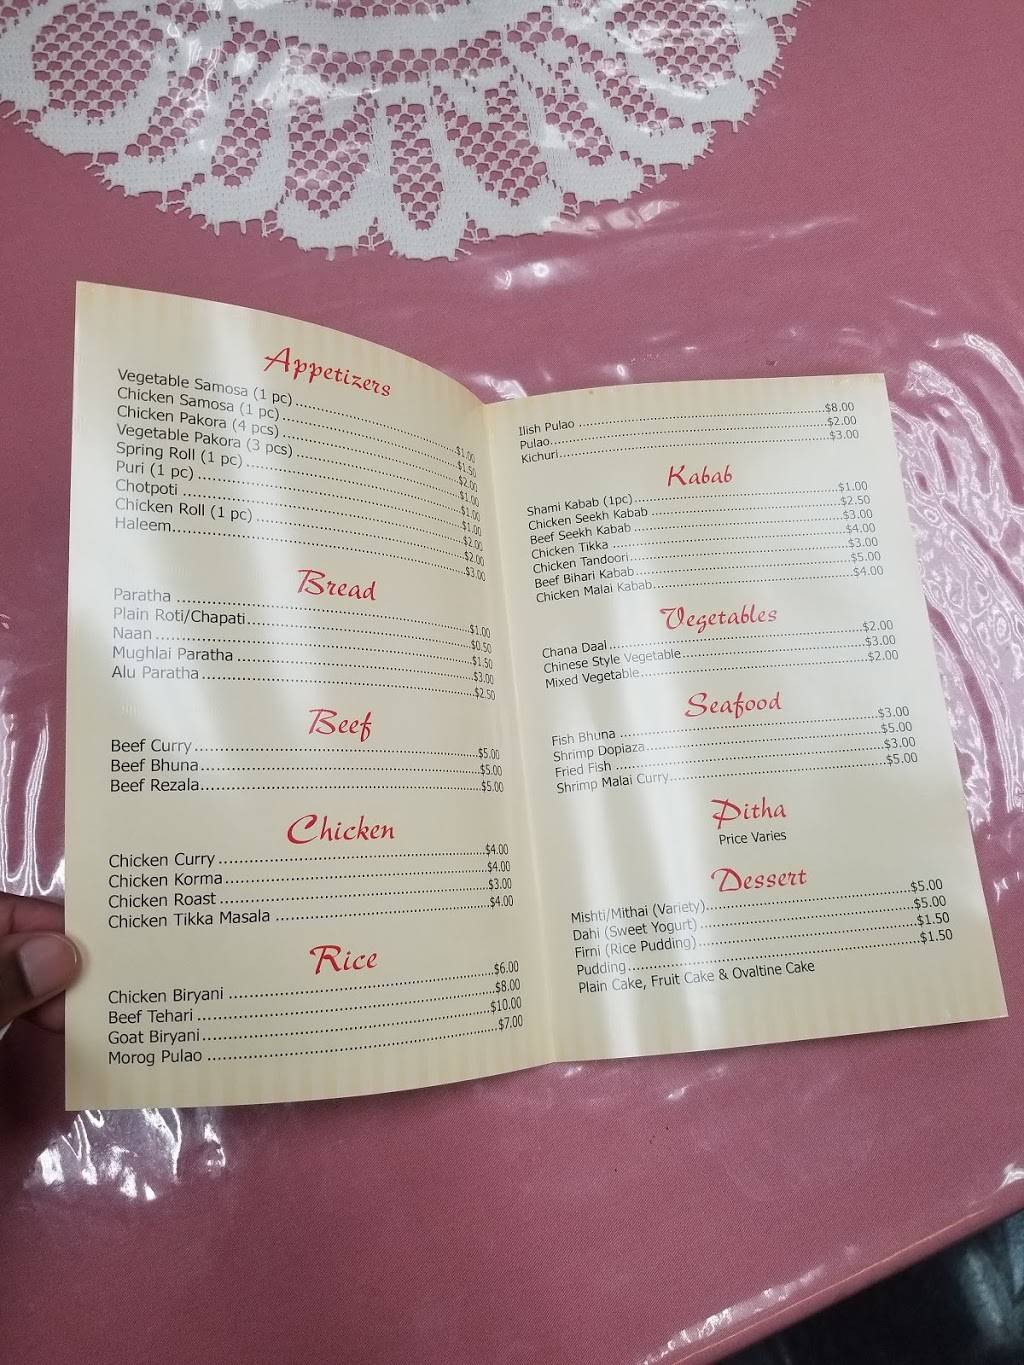 Appetizers
Vegetable Samosa (1 pc) $1.00
Chicken Samosa (1 pc) $1.50
Chicken Pakora (4 pcs) $2.00
Vegetable Pakora (3 pcs) $1.00
Spring Roll (1 pc) $1.00
Puri (1 pc) $1.00
Chotpoti $2.00
Chicken Roll (1 pc) $2.00
Haleem $3.00
Bread
Paratha $1.00
Plain Roti/Chapati $0.50
Naan $1.50
Mughlai Paratha $3.00
Alu Paratha $2.50
Beef
Beef Curry $5.00
Beef Bhuna $5.00
Beef Rezala $5.00
Chicken
Chicken Curry $4.00
Chicken Korma $4.00
Chicken Roast $3.00
Chicken Tikka Masala $4.00
Rice
Chicken Biryani $6.00
Beef Tehari $8.00
Goat Biryani $10.00
Morog Pulao $7.00
Ilish Pulao $8.00
Pulao $2.00
Kichuri $3.00
Kabab
Shami Kabab (1pc) $1.00
Chicken Seekh Kabab $2.50
Beef Seekh Kabab $3.00
Chicken Tikka $4.00
Chicken Tandoori $3.00
Beef Bihari Kabab $5.00
Chicken Malai Kabab $4.00
Vegetables
Chana Daal $2.00
Chinese Style Vegetable $3.00
Mixed Vegetable $2.00
Seafood
Fish Bhuna $3.00
Shrimp Dopiaza $5.00
Fried Fish $3.00
Shrimp Malai Curry $5.00
Pitha
Price Varies
Dessert
Mishti/Mithai (Variety) $5.00
Dahi (Sweet Yogurt) $5.00
Firni (Rice Pudding) $1.50
Pudding $1.50
Plain Cake, Fruit Cake & Ovaltine Cake